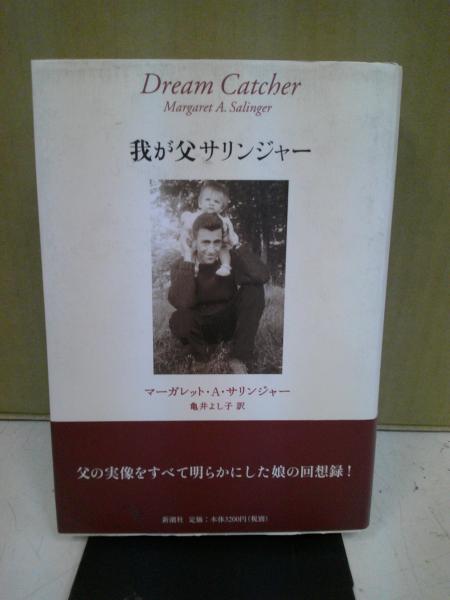 Dream Catcher
Margaret A. Salinger
我が父サリンジャー
マーガレット・A・サリンジャー
亀井よし子 訳
父の実像をすべて明らかにした娘の回想録!
新潮社 定価：本体3200円（税別）